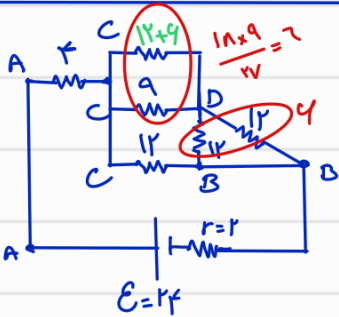 C ۱۲+۶ ۱۸×۹
A ۴ ۲۷ = ۶
C ۹ D ۱۲ ۶
۱۲ ۱۲
C B B
r=۲
A
ε=۲۴